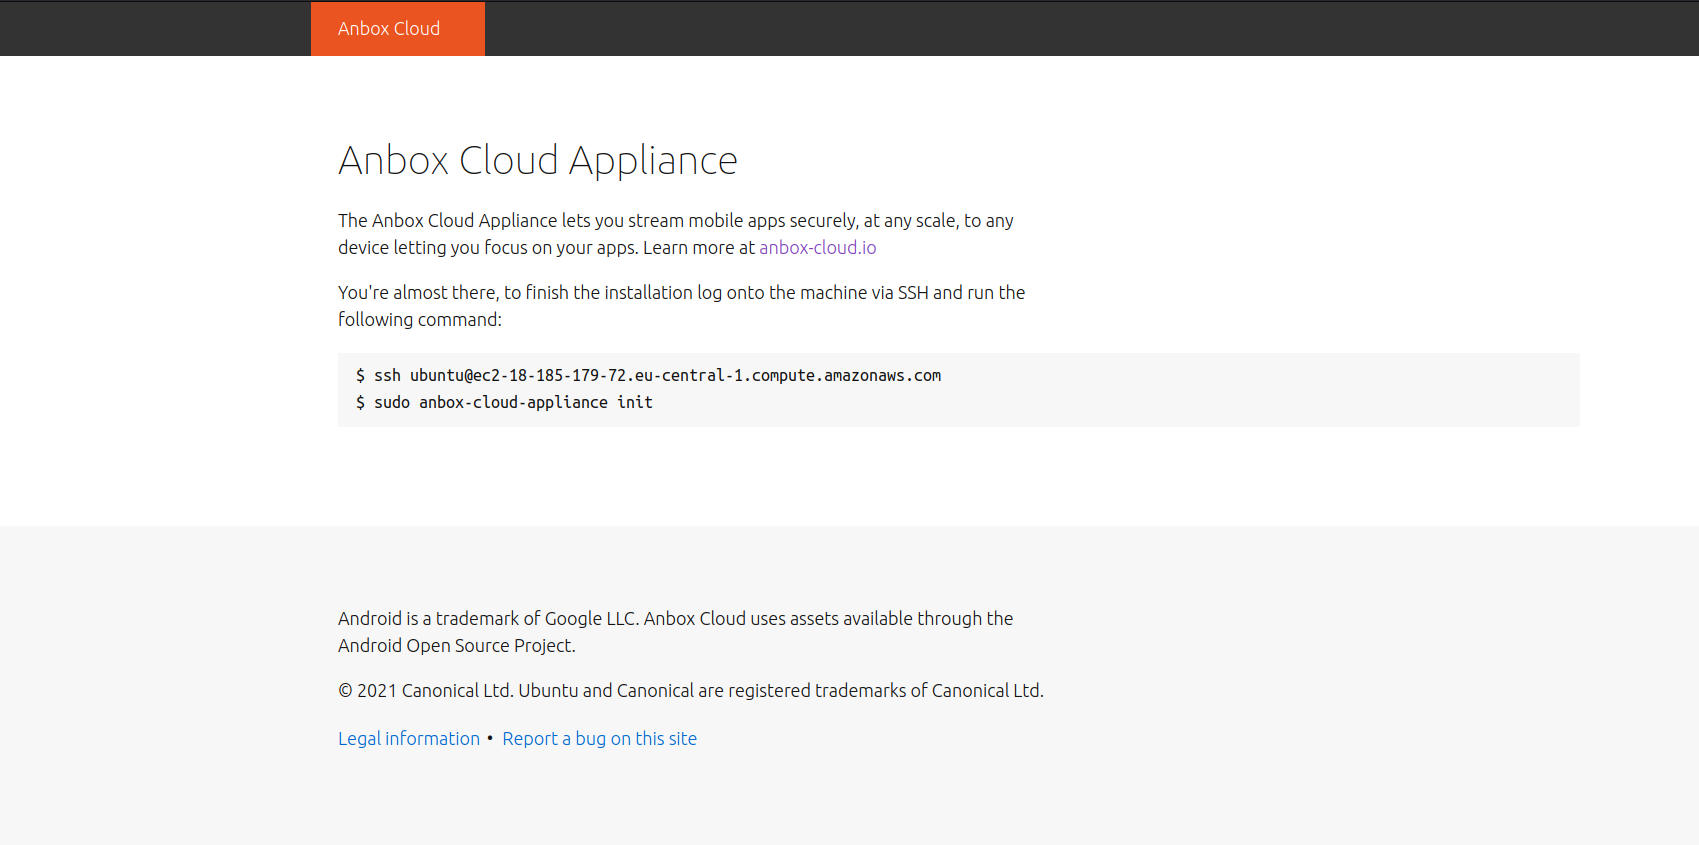 Anbox Cloud
Anbox Cloud Appliance
The Anbox Cloud Appliance lets you stream mobile apps securely, at any scale, to any
device letting you focus on your apps. Learn more at anbox-cloud.io
You're almost there, to finish the installation log onto the machine via SSH and run the
following command:
$ ssh ubuntu@ec2-18-185-179-72.eu-central-1.compute.amazonaws.com
$ sudo anbox-cloud-appliance init
Android is a trademark of Google LLC. Anbox Cloud uses assets available through the
Android Open Source Project.
© 2021 Canonical Ltd. Ubuntu and Canonical are registered trademarks of Canonical Ltd.
Legal information • Report a bug on this site